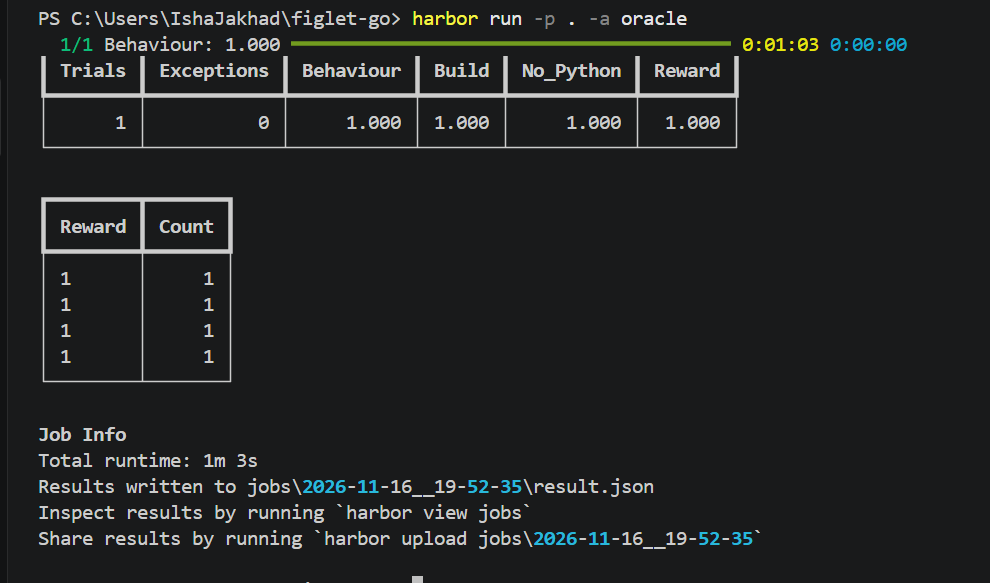 PS C:\Users\IshaJakhad\figlet-go> harbor run -p . -a oracle
1/1 Behaviour: 1.000 0:01:03 0:00:00
Trials Exceptions Behaviour Build No_Python Reward
1 0 1.000 1.000 1.000 1.000
Reward Count
1 1
1 1
1 1
1 1
Job Info
Total runtime: 1m 3s
Results written to jobs\2026-11-16__19-52-35\result.json
Inspect results by running `harbor view jobs`
Share results by running `harbor upload jobs\2026-11-16__19-52-35`